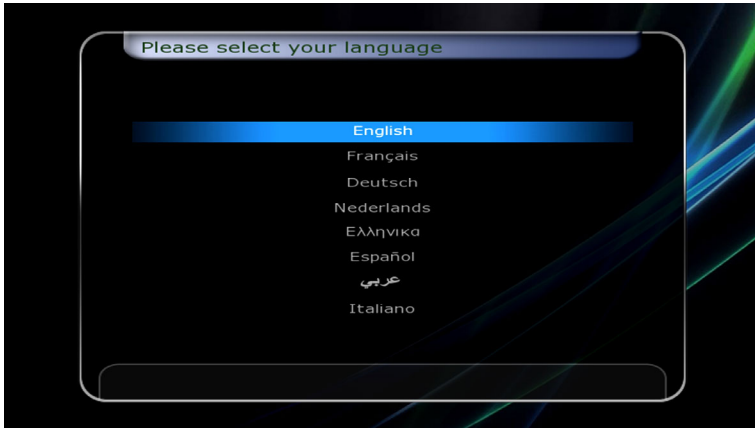 Please select your language
English
Français
Deutsch
Nederlands
Ελληνικα
Español
عربي
Italiano